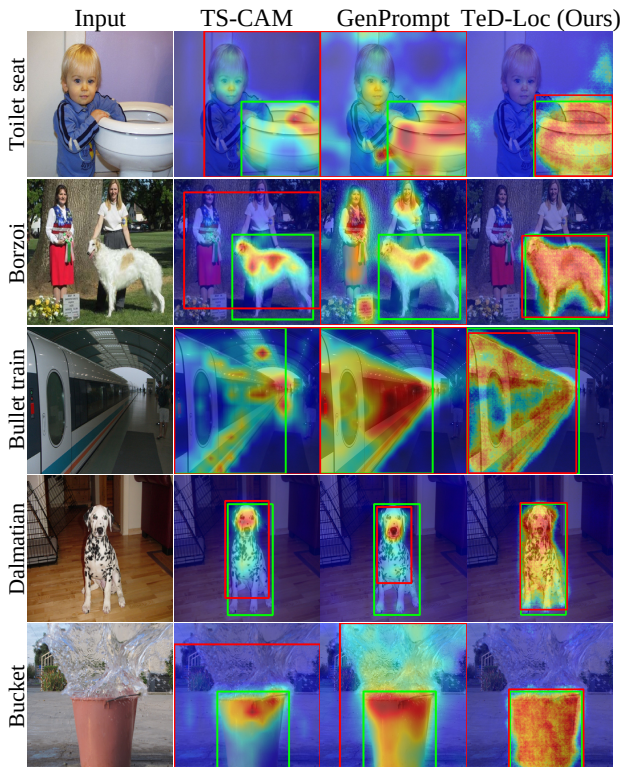 Input TS-CAM GenPrompt TeD-Loc (Ours)
Toilet seat
Borzoi
Bullet train
Dalmatian
Bucket